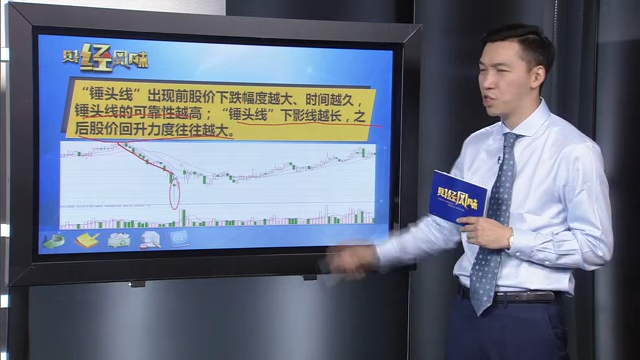 财经风味
“锤头线”出现前股价下跌幅度越大、时间越久，
锤头线的可靠性越高；“锤头线”下影线越长，之
后股价回升力度往往越大。
财经风味